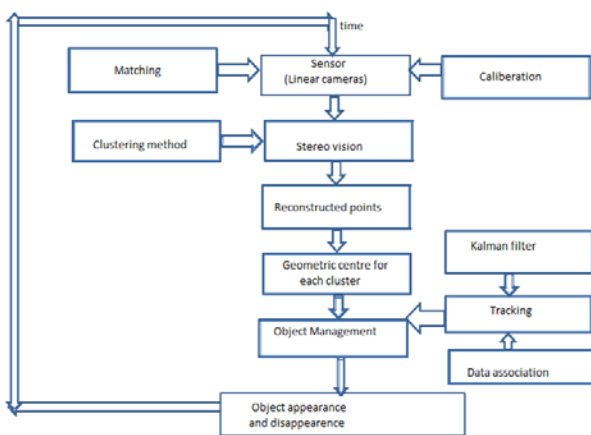 time
Sensor
(Linear cameras)
Matching
Caliberation
Clustering method
Stereo vision
Reconstructed points
Geometric centre for
each cluster
Kalman filter
Object Management
Tracking
Data association
Object appearance
and disappearence